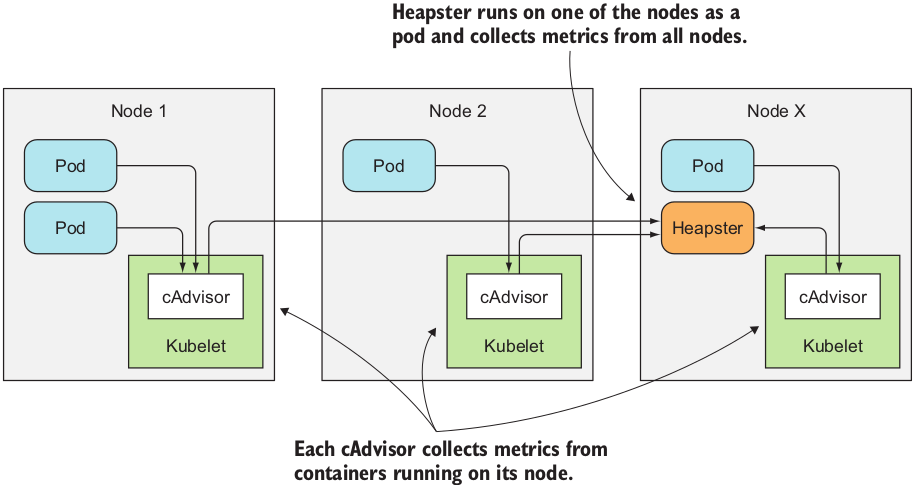 Heapster runs on one of the nodes as a
pod and collects metrics from all nodes.
Node 1
Pod
Pod
cAdvisor
Kubelet
Node 2
Pod
cAdvisor
Kubelet
Node X
Pod
Heapster
cAdvisor
Kubelet
Each cAdvisor collects metrics from
containers running on its node.